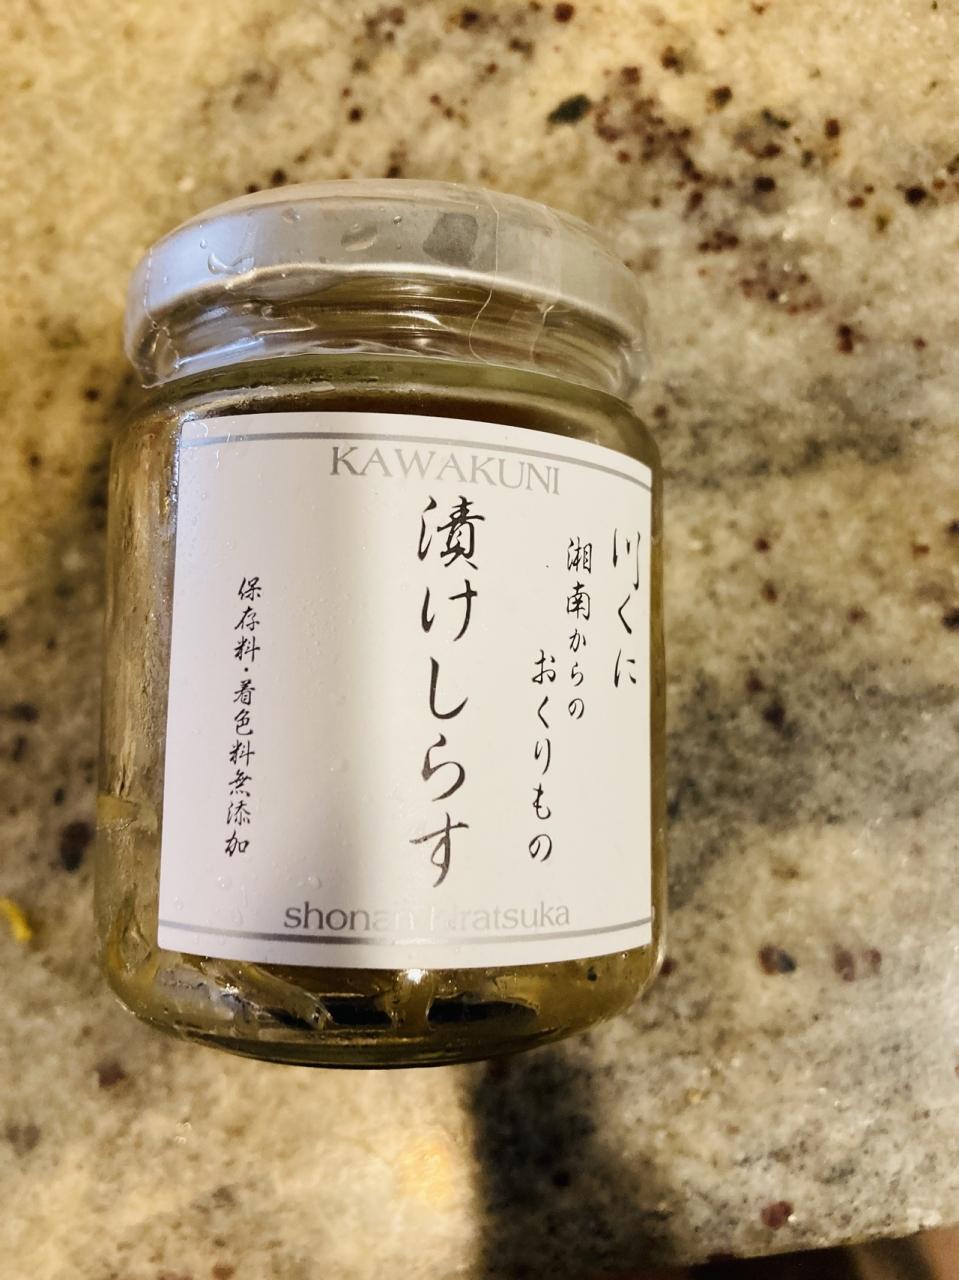 KAWAKUNI
川くに
湘南からの
おくりもの
漬けしらす
保存料・着色料無添加
shonan hiratsuka